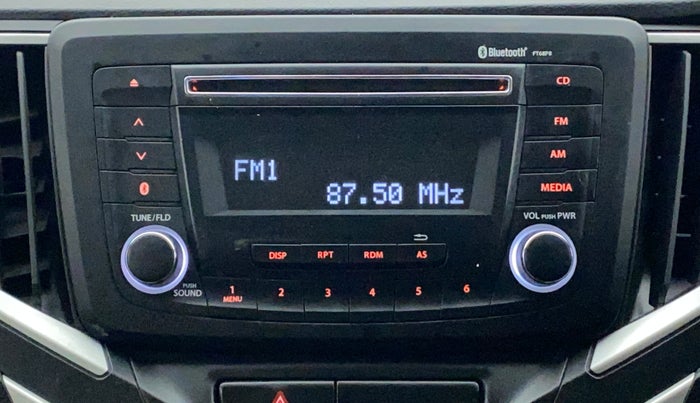 Bluetooth® PT68P8
CD
FM1
87.50 MHz
FM
AM
MEDIA
TUNE/FLD
VOL PUSH PWR
DISP RPT RDM AS
PUSH
SOUND
1 2 3 4 5 6
MENU